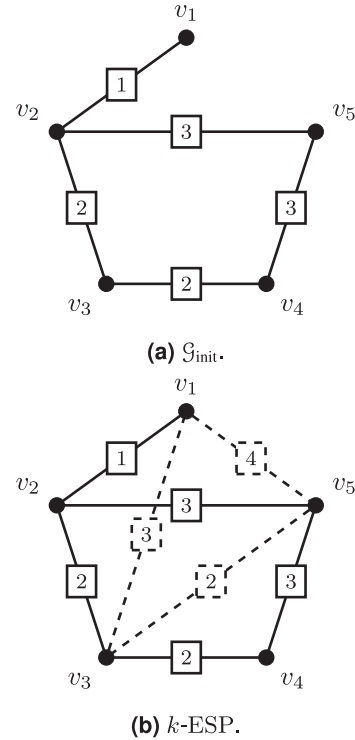 v₁
1
v₂
v₅
3
2
3
v₃
2
v₄
(a) 𝒢ᵢₙᵢₜ.
v₁
1
4
v₂
v₅
3
3
2
2
3
v₃
2
v₄
(b) k-ESP.